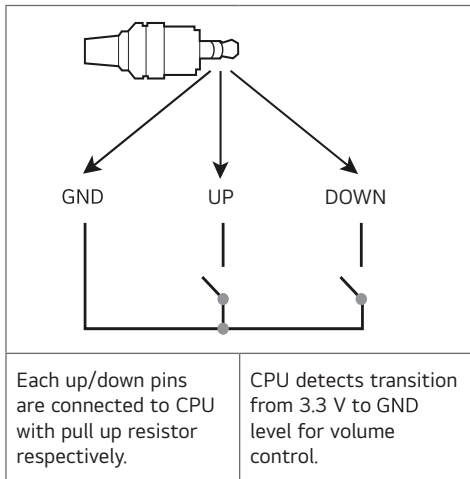 GND
UP
DOWN
Each up/down pins
are connected to CPU
with pull up resistor
respectively.
CPU detects transition
from 3.3 V to GND
level for volume
control.